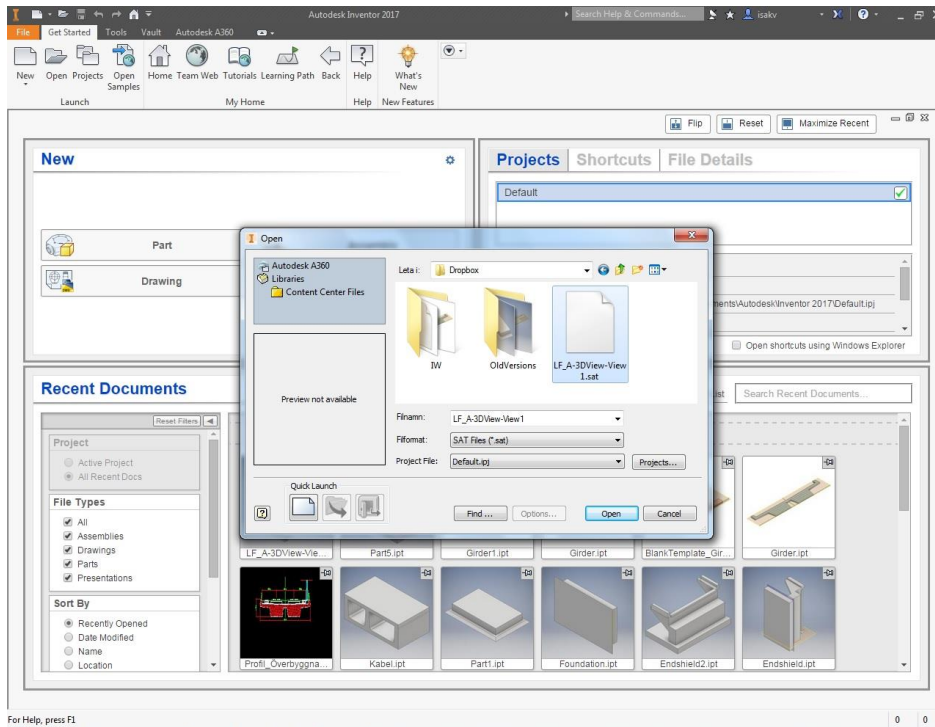 Autodesk Inventor 2017
Search Help & Commands...
isakv
File
Get Started
Tools
Vault
Autodesk A360
New
Open
Projects
Open Samples
Home
Team Web
Tutorials
Learning Path
Back
Help
What's New
Launch
My Home
Help
New Features
Flip
Reset
Maximize Recent
New
Projects
Shortcuts
File Details
Default
Part
Drawing
ments\Autodesk\Inventor 2017\Default.ipj
Open shortcuts using Windows Explorer
Open
Autodesk A360
Libraries
Content Center Files
Leta i:
Dropbox
IW
OldVersions
LF_A-3DView-View
1.sat
Preview not available
Filnamn:
LF_A-3DView-View1
Filformat:
SAT Files (*.sat)
Project File:
Default.ipj
Projects...
Quick Launch
Find ...
Options...
Open
Cancel
Recent Documents
Search Recent Documents...
Reset Filters
Project
Active Project
All Recent Docs
File Types
All
Assemblies
Drawings
Parts
Presentations
Sort By
Recently Opened
Date Modified
Name
Location
LF_A-3DView-Vie...
Part5.ipt
Girder1.ipt
Girder.ipt
BlankTemplate_Gir...
Girder.ipt
Profil_Överbyggna...
Kabel.ipt
Part1.ipt
Foundation.ipt
Endshield2.ipt
Endshield.ipt
For Help, press F1
0
0